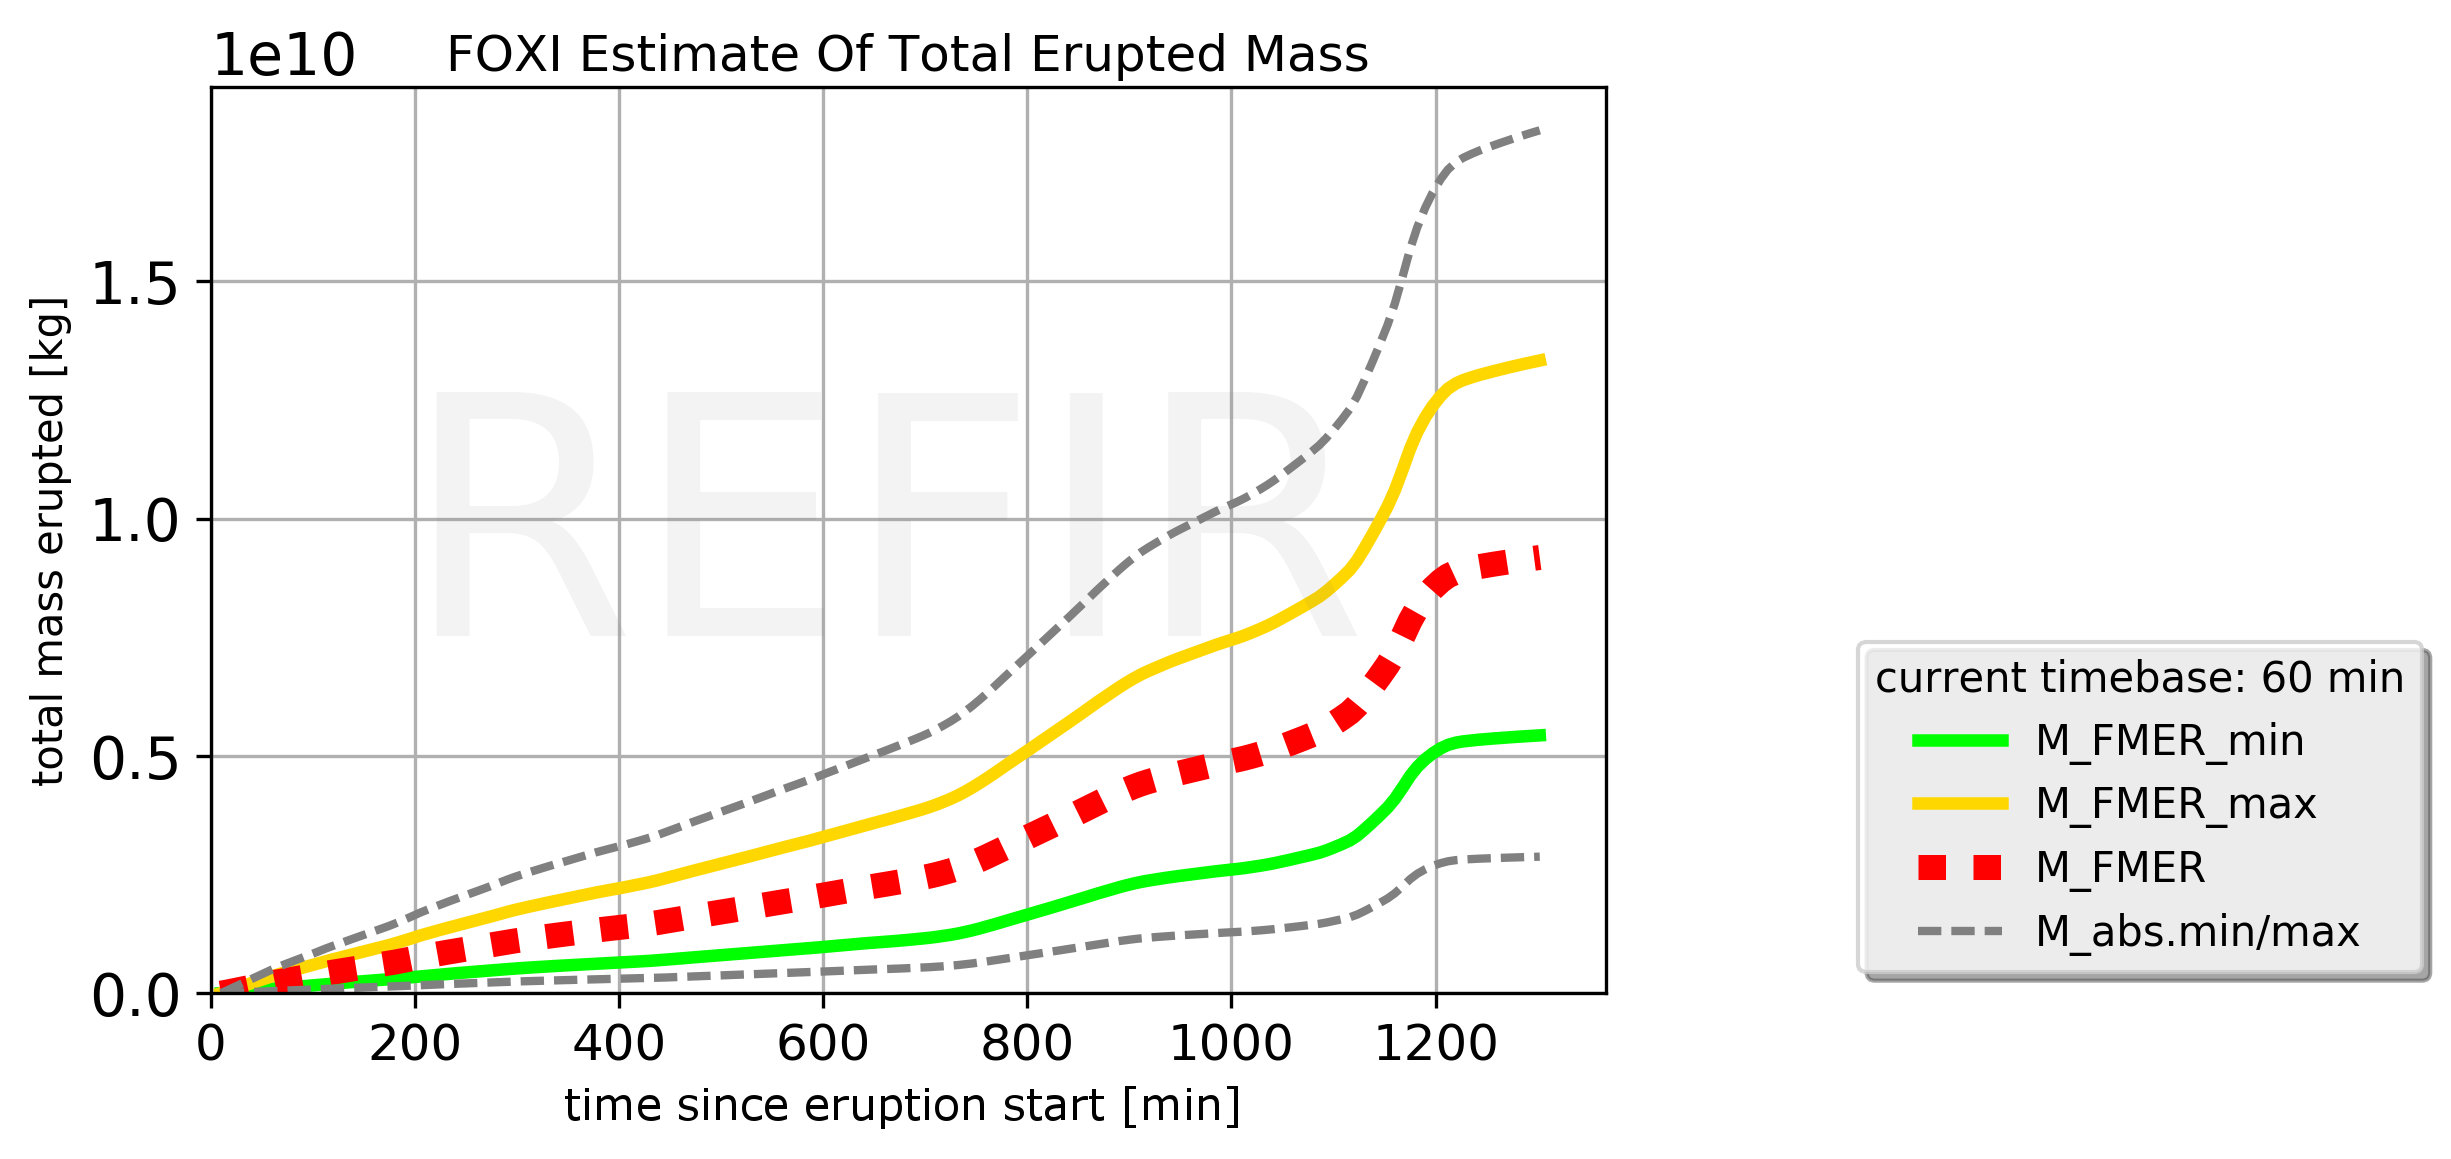 1e10
FOXI Estimate Of Total Erupted Mass
total mass erupted [kg]
1.5
1.0
0.5
0.0
REFIR
0 200 400 600 800 1000 1200
time since eruption start [min]
current timebase: 60 min
M_FMER_min
M_FMER_max
M_FMER
M_abs.min/max